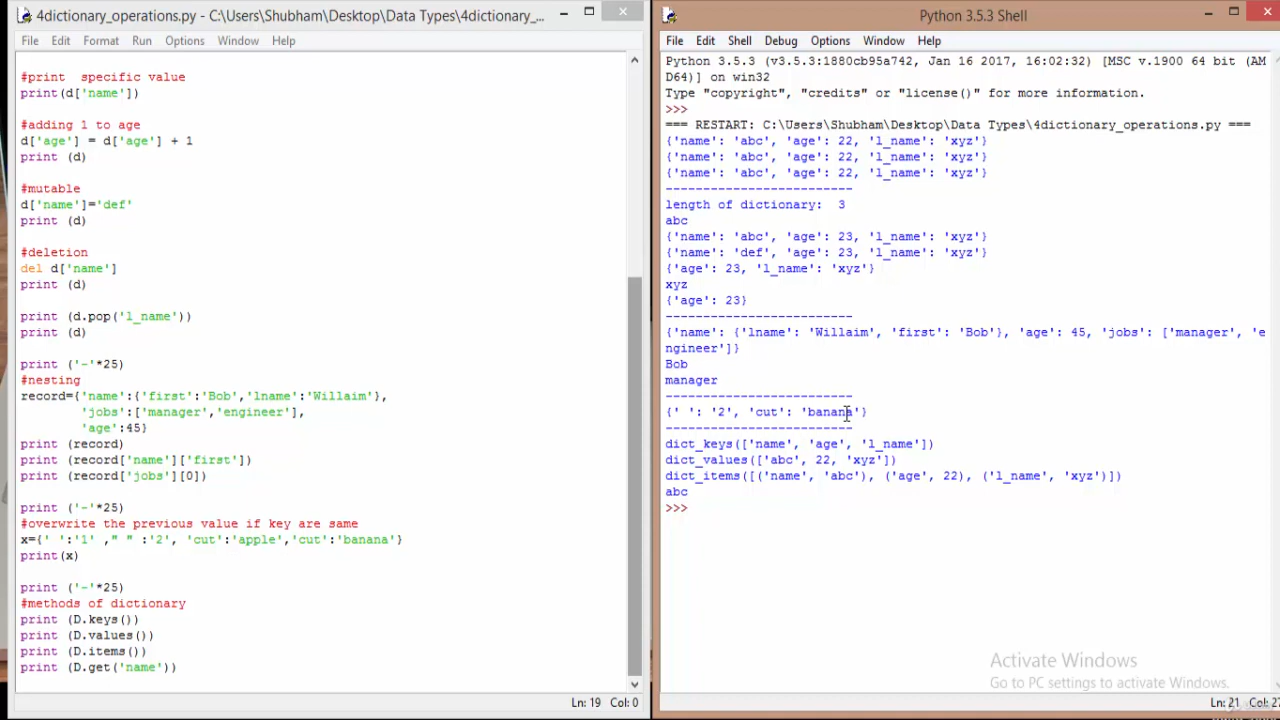 4dictionary_operations.py - C:\Users\Shubham\Desktop\Data Types\4dictionary_...
File Edit Format Run Options Window Help
#print  specific value
print(d['name'])
#adding 1 to age
d['age'] = d['age'] + 1
print (d)
#mutable
d['name']='def'
print (d)
#deletion
del d['name']
print (d)
print (d.pop('l_name'))
print (d)
print ('-'*25)
#nesting
record={'name':{'first':'Bob','lname':'Willaim'},
'jobs':['manager','engineer'],
'age':45}
print (record)
print (record['name']['first'])
print (record['jobs'][0])
print ('-'*25)
#overwrite the previous value if key are same
x={' ':'1' ," " :'2', 'cut':'apple','cut':'banana'}
print(x)
print ('-'*25)
#methods of dictionary
print (D.keys())
print (D.values())
print (D.items())
print (D.get('name'))
Ln: 19 Col: 0
Python 3.5.3 Shell
File Edit Shell Debug Options Window Help
Python 3.5.3 (v3.5.3:1880cb95a742, Jan 16 2017, 16:02:32) [MSC v.1900 64 bit (AM
D64)] on win32
Type "copyright", "credits" or "license()" for more information.
>>>
=== RESTART: C:\Users\Shubham\Desktop\Data Types\4dictionary_operations.py ===
{'name': 'abc', 'age': 22, 'l_name': 'xyz'}
{'name': 'abc', 'age': 22, 'l_name': 'xyz'}
{'name': 'abc', 'age': 22, 'l_name': 'xyz'}
-------------------------
length of dictionary:  3
abc
{'name': 'abc', 'age': 23, 'l_name': 'xyz'}
{'name': 'def', 'age': 23, 'l_name': 'xyz'}
{'age': 23, 'l_name': 'xyz'}
xyz
{'age': 23}
-------------------------
{'name': {'lname': 'Willaim', 'first': 'Bob'}, 'age': 45, 'jobs': ['manager', 'e
ngineer']}
Bob
manager
-------------------------
{' ': '2', 'cut': 'banana'}
-------------------------
dict_keys(['name', 'age', 'l_name'])
dict_values(['abc', 22, 'xyz'])
dict_items([('name', 'abc'), ('age', 22), ('l_name', 'xyz')])
abc
>>>
Activate Windows
Go to PC settings to activate Windows.
Ln: 21 Col: 27